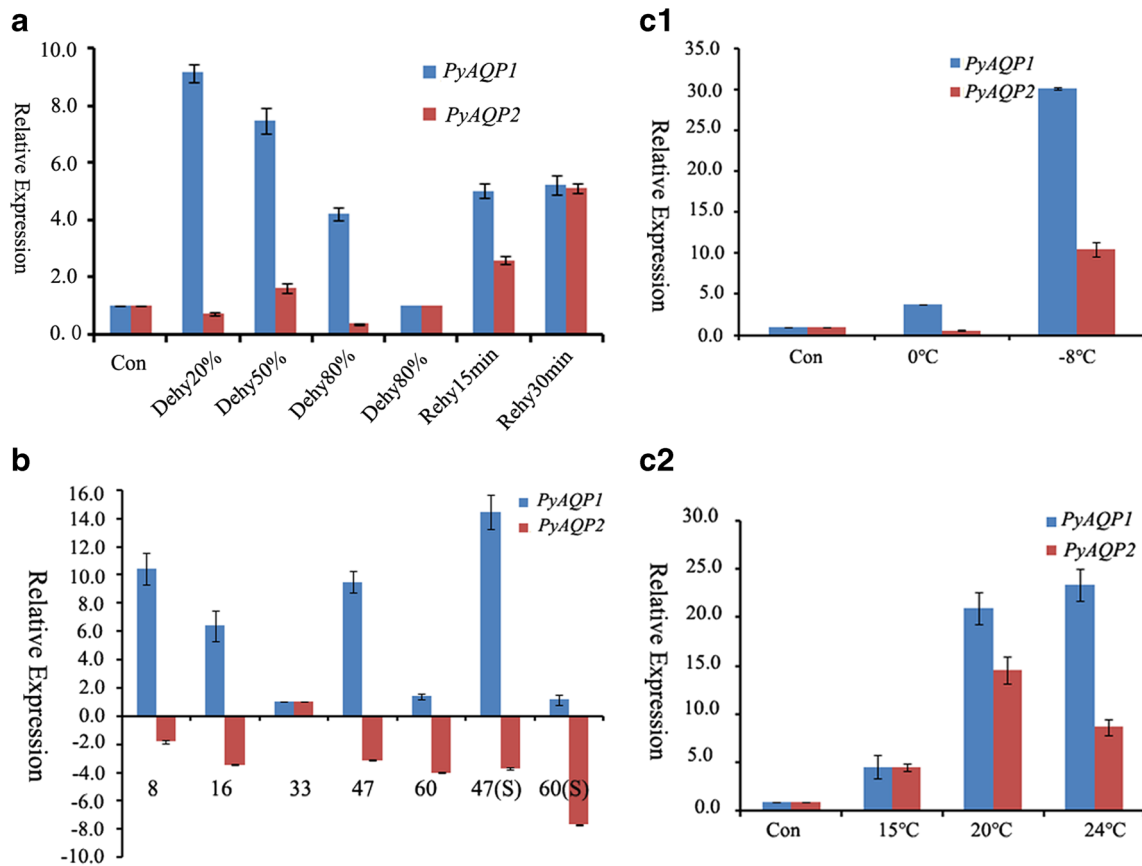 a
Relative Expression
10.0
8.0
6.0
4.0
2.0
0. 0
PyAQP1
PyAQP2
Con
Dehy20%
Dehy50%
Dehy80%
Dehy80%
Rehy15min
Rehy30min
c1
Relative Expression
35.0
30.0
25.0
20.0
15.0
10.0
5.0
0.0
PyAQP1
PyAQP2
Con
0°C
-8°C
b
Relative Expression
16.0
14.0
12.0
10.0
8.0
6.0
4.0
2.0
0.0
-2.0
-4.0
-6.0
-8.0
-10.0
PyAQP1
PyAQP2
8
16
33
47
60
47(S)
60(S)
c2
Relative Expression
30.0
25.0
20.0
15.0
10.0
5.0
0.0
PyAQP1
PyAQP2
Con
15°C
20°C
24°C